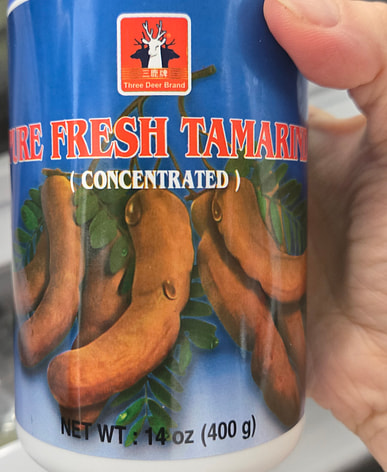 三鹿牌
Three Deer Brand
URE FRESH TAMARIN
( CONCENTRATED )
NET WT : 14 oz (400 g)